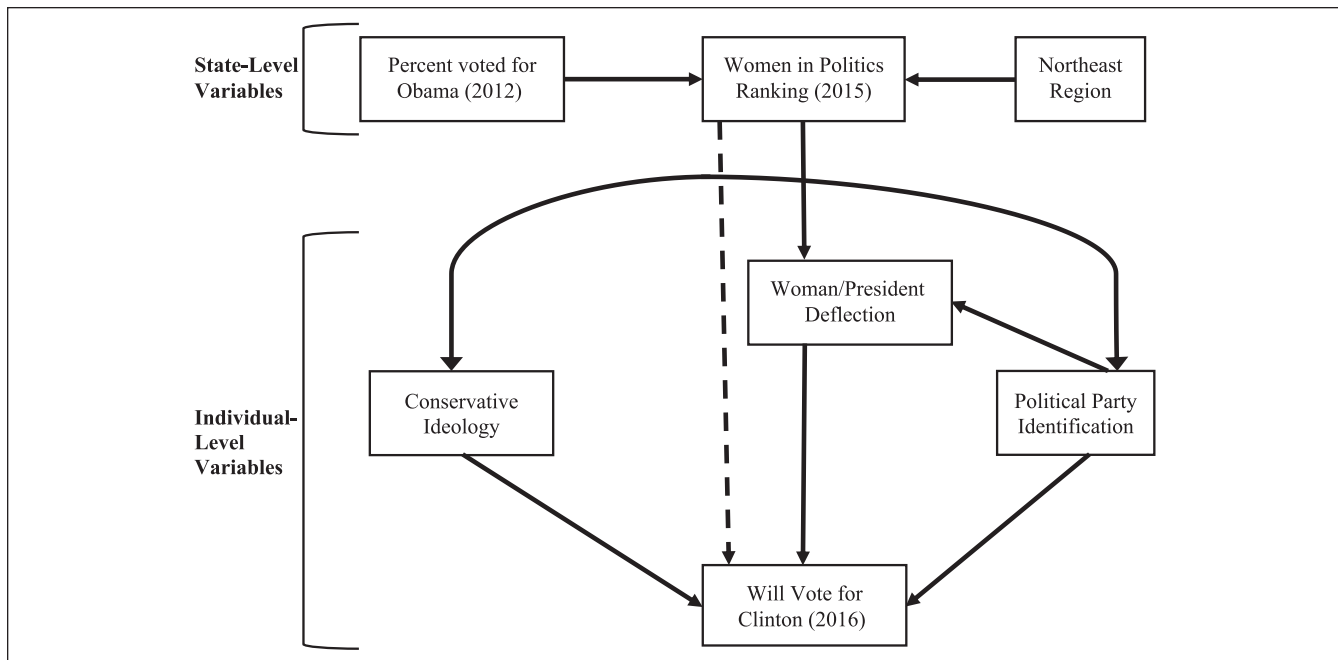 State-Level
Variables
Percent voted for
Obama (2012)
Women in Politics
Ranking (2015)
Northeast
Region
Individual-
Level
Variables
Woman/President
Deflection
Conservative
Ideology
Political Party
Identification
Will Vote for
Clinton (2016)